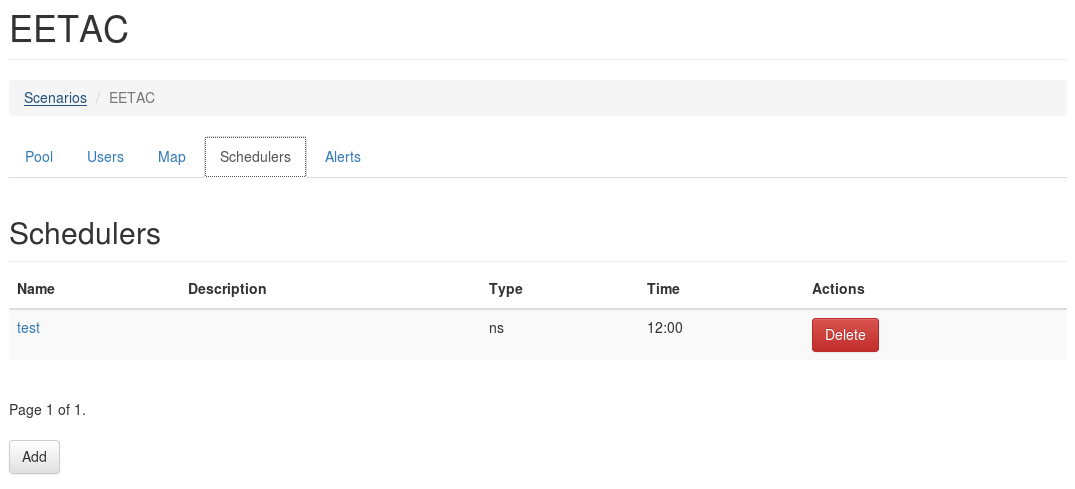 EETAC
Scenarios / EETAC
Pool Users Map Schedulers Alerts
Schedulers
Name Description Type Time Actions
test ns 12:00 Delete
Page 1 of 1.
Add